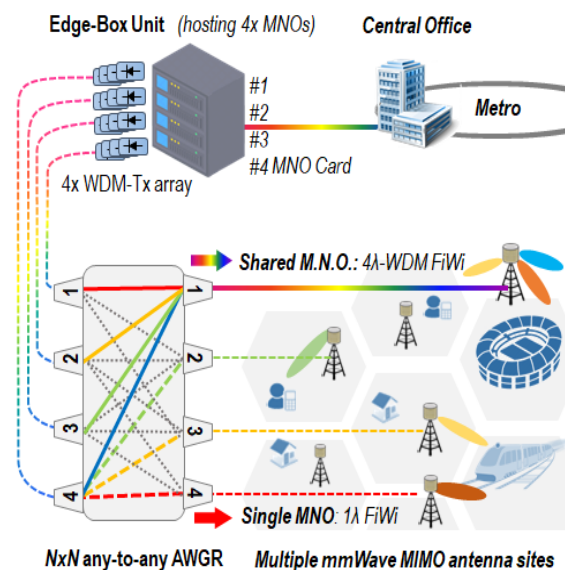 Edge-Box Unit (hosting 4x MNOs)
Central Office
#1
#2
#3
#4 MNO Card
Metro
4x WDM-Tx array
Shared M.N.O.: 4λ-WDM FiWi
1
1
2
2
3
3
4
4
Single MNO: 1λ FiWi
NxN any-to-any AWGR
Multiple mmWave MIMO antenna sites